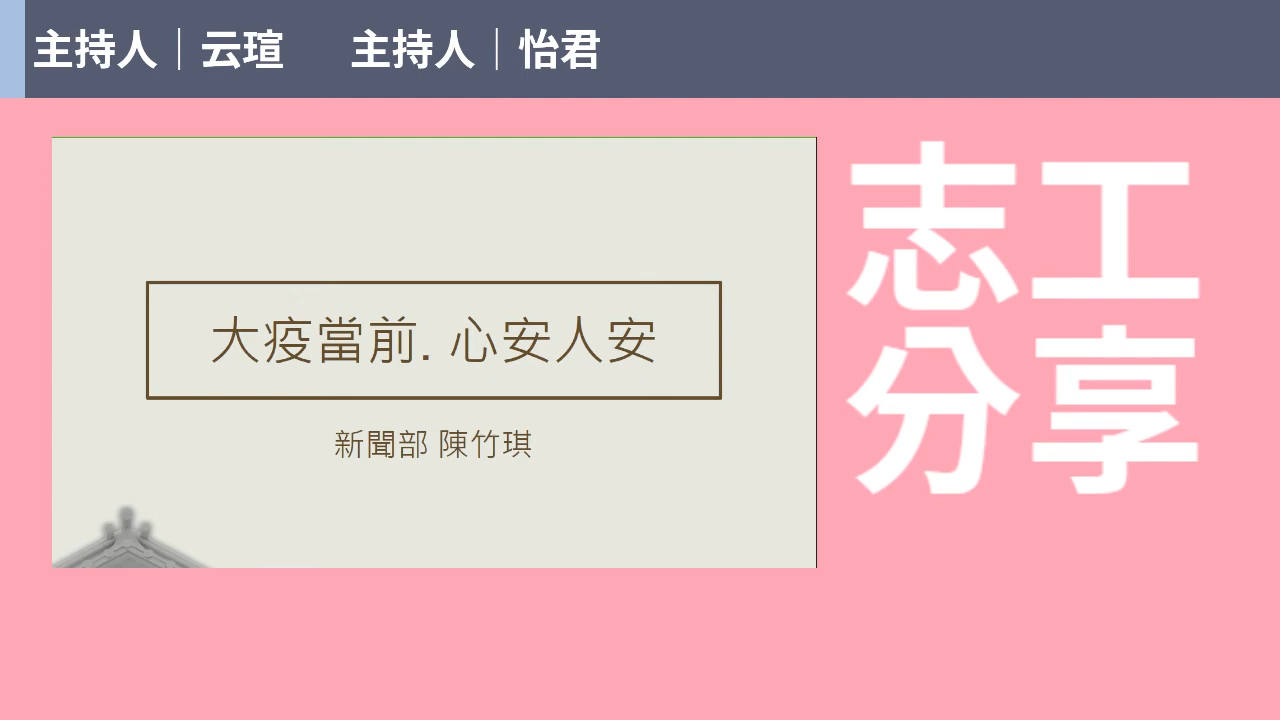 主持人｜云瑄 主持人｜怡君
志工
分享
大疫當前. 心安人安
新聞部 陳竹琪